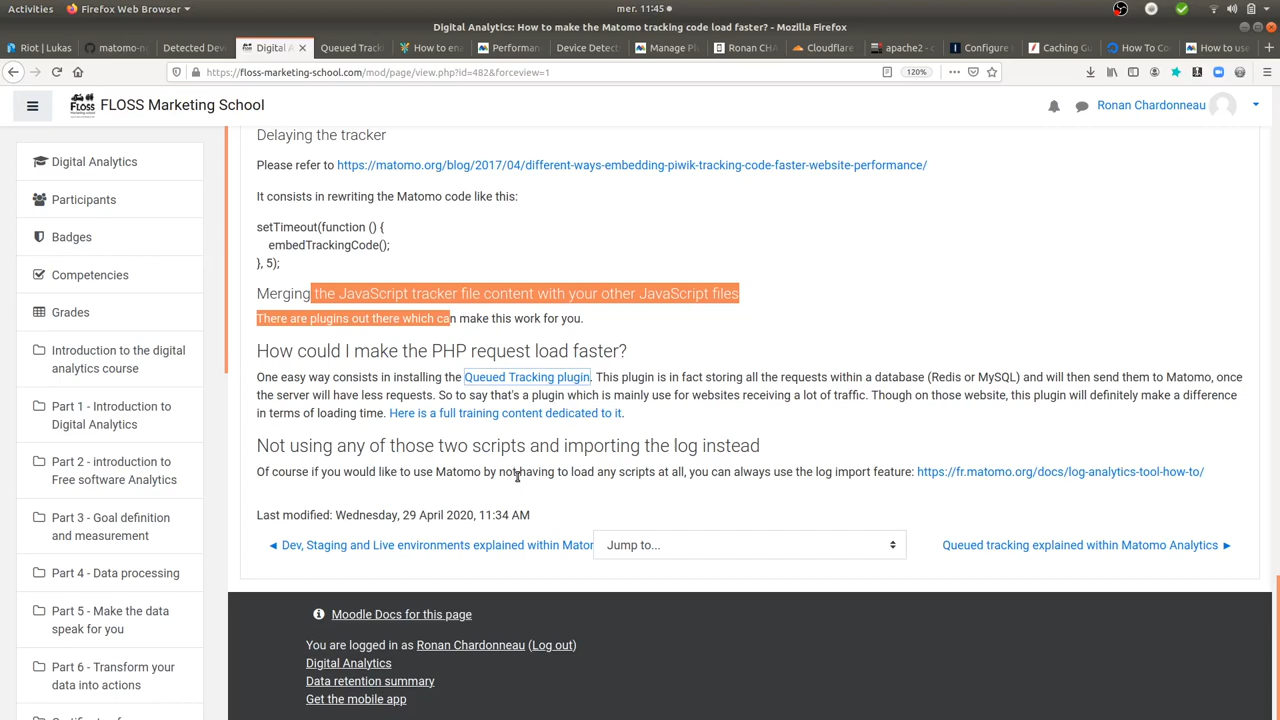 Activities
Firefox Web Browser
mer. 11:45
Digital Analytics: How to make the Matomo tracking code load faster? - Mozilla Firefox
Riot | Lukas
matomo-n
Detected Dev
Digital A
Queued Track
How to en
Performan
Device Detect
Manage Pl
Ronan CHA
Cloudflare
apache2 - c
Configure
Caching Gu
How To Co
How to use
https://floss-marketing-school.com/mod/page/view.php?id=482&forceview=1
120%
FLOSS Marketing School
Ronan Chardonneau
Digital Analytics
Participants
Badges
Competencies
Grades
Introduction to the digital
analytics course
Part 1 - Introduction to
Digital Analytics
Part 2 - introduction to
Free software Analytics
Part 3 - Goal definition
and measurement
Part 4 - Data processing
Part 5 - Make the data
speak for you
Part 6 - Transform your
data into actions
Delaying the tracker
Please refer to https://matomo.org/blog/2017/04/different-ways-embedding-piwik-tracking-code-faster-website-performance/
It consists in rewriting the Matomo code like this:
setTimeout(function () {
embedTrackingCode();
}, 5);
Merging the JavaScript tracker file content with your other JavaScript files
There are plugins out there which can make this work for you.
How could I make the PHP request load faster?
One easy way consists in installing the Queued Tracking plugin. This plugin is in fact storing all the requests within a database (Redis or MySQL) and will then send them to Matomo, once
the server will have less requests. So to say that's a plugin which is mainly use for websites receiving a lot of traffic. Though on those website, this plugin will definitely make a difference
in terms of loading time. Here is a full training content dedicated to it.
Not using any of those two scripts and importing the log instead
Of course if you would like to use Matomo by not having to load any scripts at all, you can always use the log import feature: https://fr.matomo.org/docs/log-analytics-tool-how-to/
Last modified: Wednesday, 29 April 2020, 11:34 AM
◄ Dev, Staging and Live environments explained within Mator
Jump to...
Queued tracking explained within Matomo Analytics ►
Moodle Docs for this page
You are logged in as Ronan Chardonneau (Log out)
Digital Analytics
Data retention summary
Get the mobile app